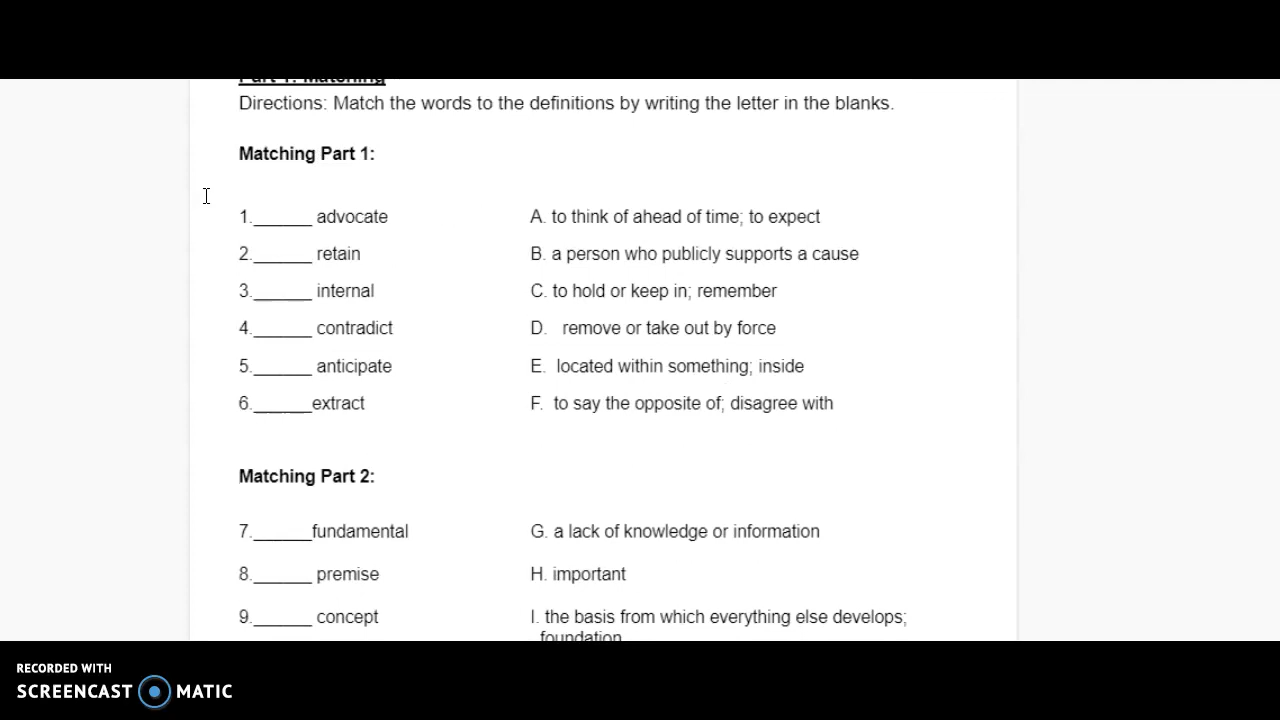 Part 1: Matching
Directions: Match the words to the definitions by writing the letter in the blanks.
Matching Part 1:
1.______ advocate A. to think of ahead of time; to expect
2.______ retain B. a person who publicly supports a cause
3.______ internal C. to hold or keep in; remember
4.______ contradict D. remove or take out by force
5.______ anticipate E. located within something; inside
6.______extract F. to say the opposite of; disagree with
Matching Part 2:
7.______fundamental G. a lack of knowledge or information
8.______ premise H. important
9.______ concept I. the basis from which everything else develops;
foundation
RECORDED WITH
SCREENCAST MATIC